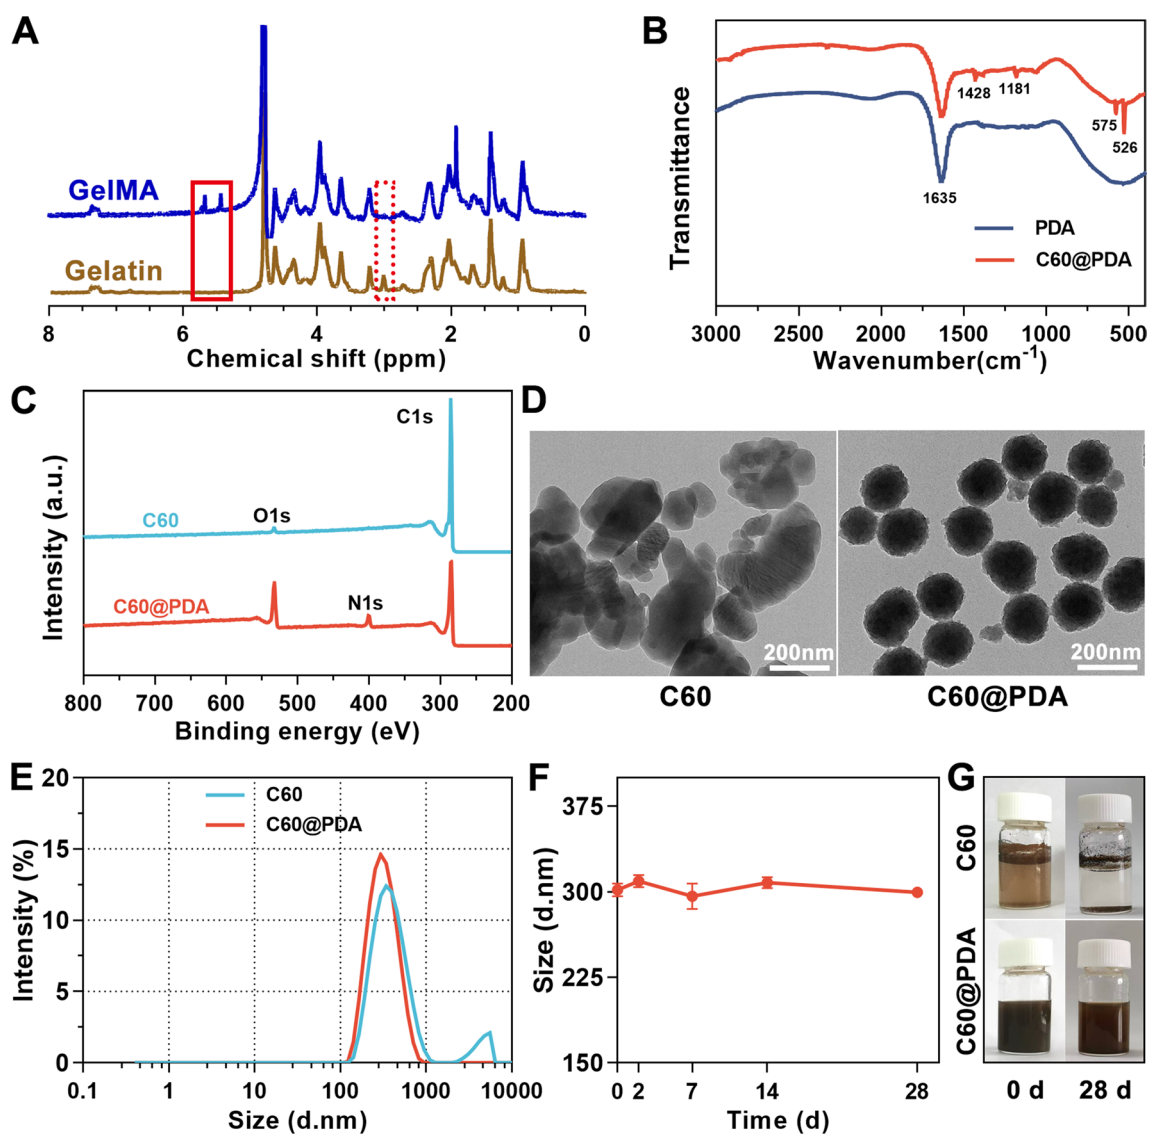 A
GelMA
Gelatin
8 6 4 2 0
Chemical shift (ppm)
B
Transmittance
1428 1181
575
526
1635
PDA
C60@PDA
3000 2500 2000 1500 1000 500
Wavenumber(cm-1)
C
Intensity (a.u.)
C1s
C60
O1s
C60@PDA
N1s
800 700 600 500 400 300 200
Binding energy (eV)
D
200nm
200nm
C60
C60@PDA
E
Intensity (%)
20
15
10
5
0
C60
C60@PDA
0.1 1 10 100 1000 10000
Size (d.nm)
F
Size (d.nm)
375
300
225
150
0 2 7 14 28
Time (d)
G
C60
C60@PDA
0 d 28 d